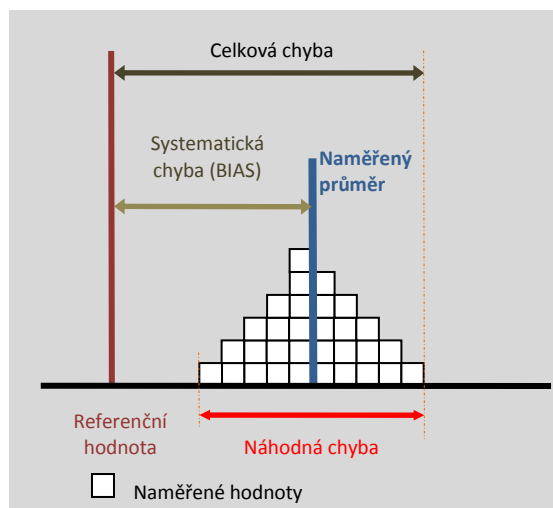 Celková chyba
Systematická
chyba (BIAS)
Naměřený
průměr
Referenční
hodnota
Náhodná chyba
Naměřené hodnoty